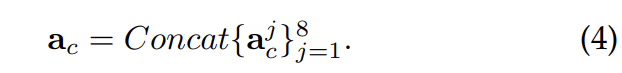 a_c = Concat{a_c^j}_{j=1}^8. (4)